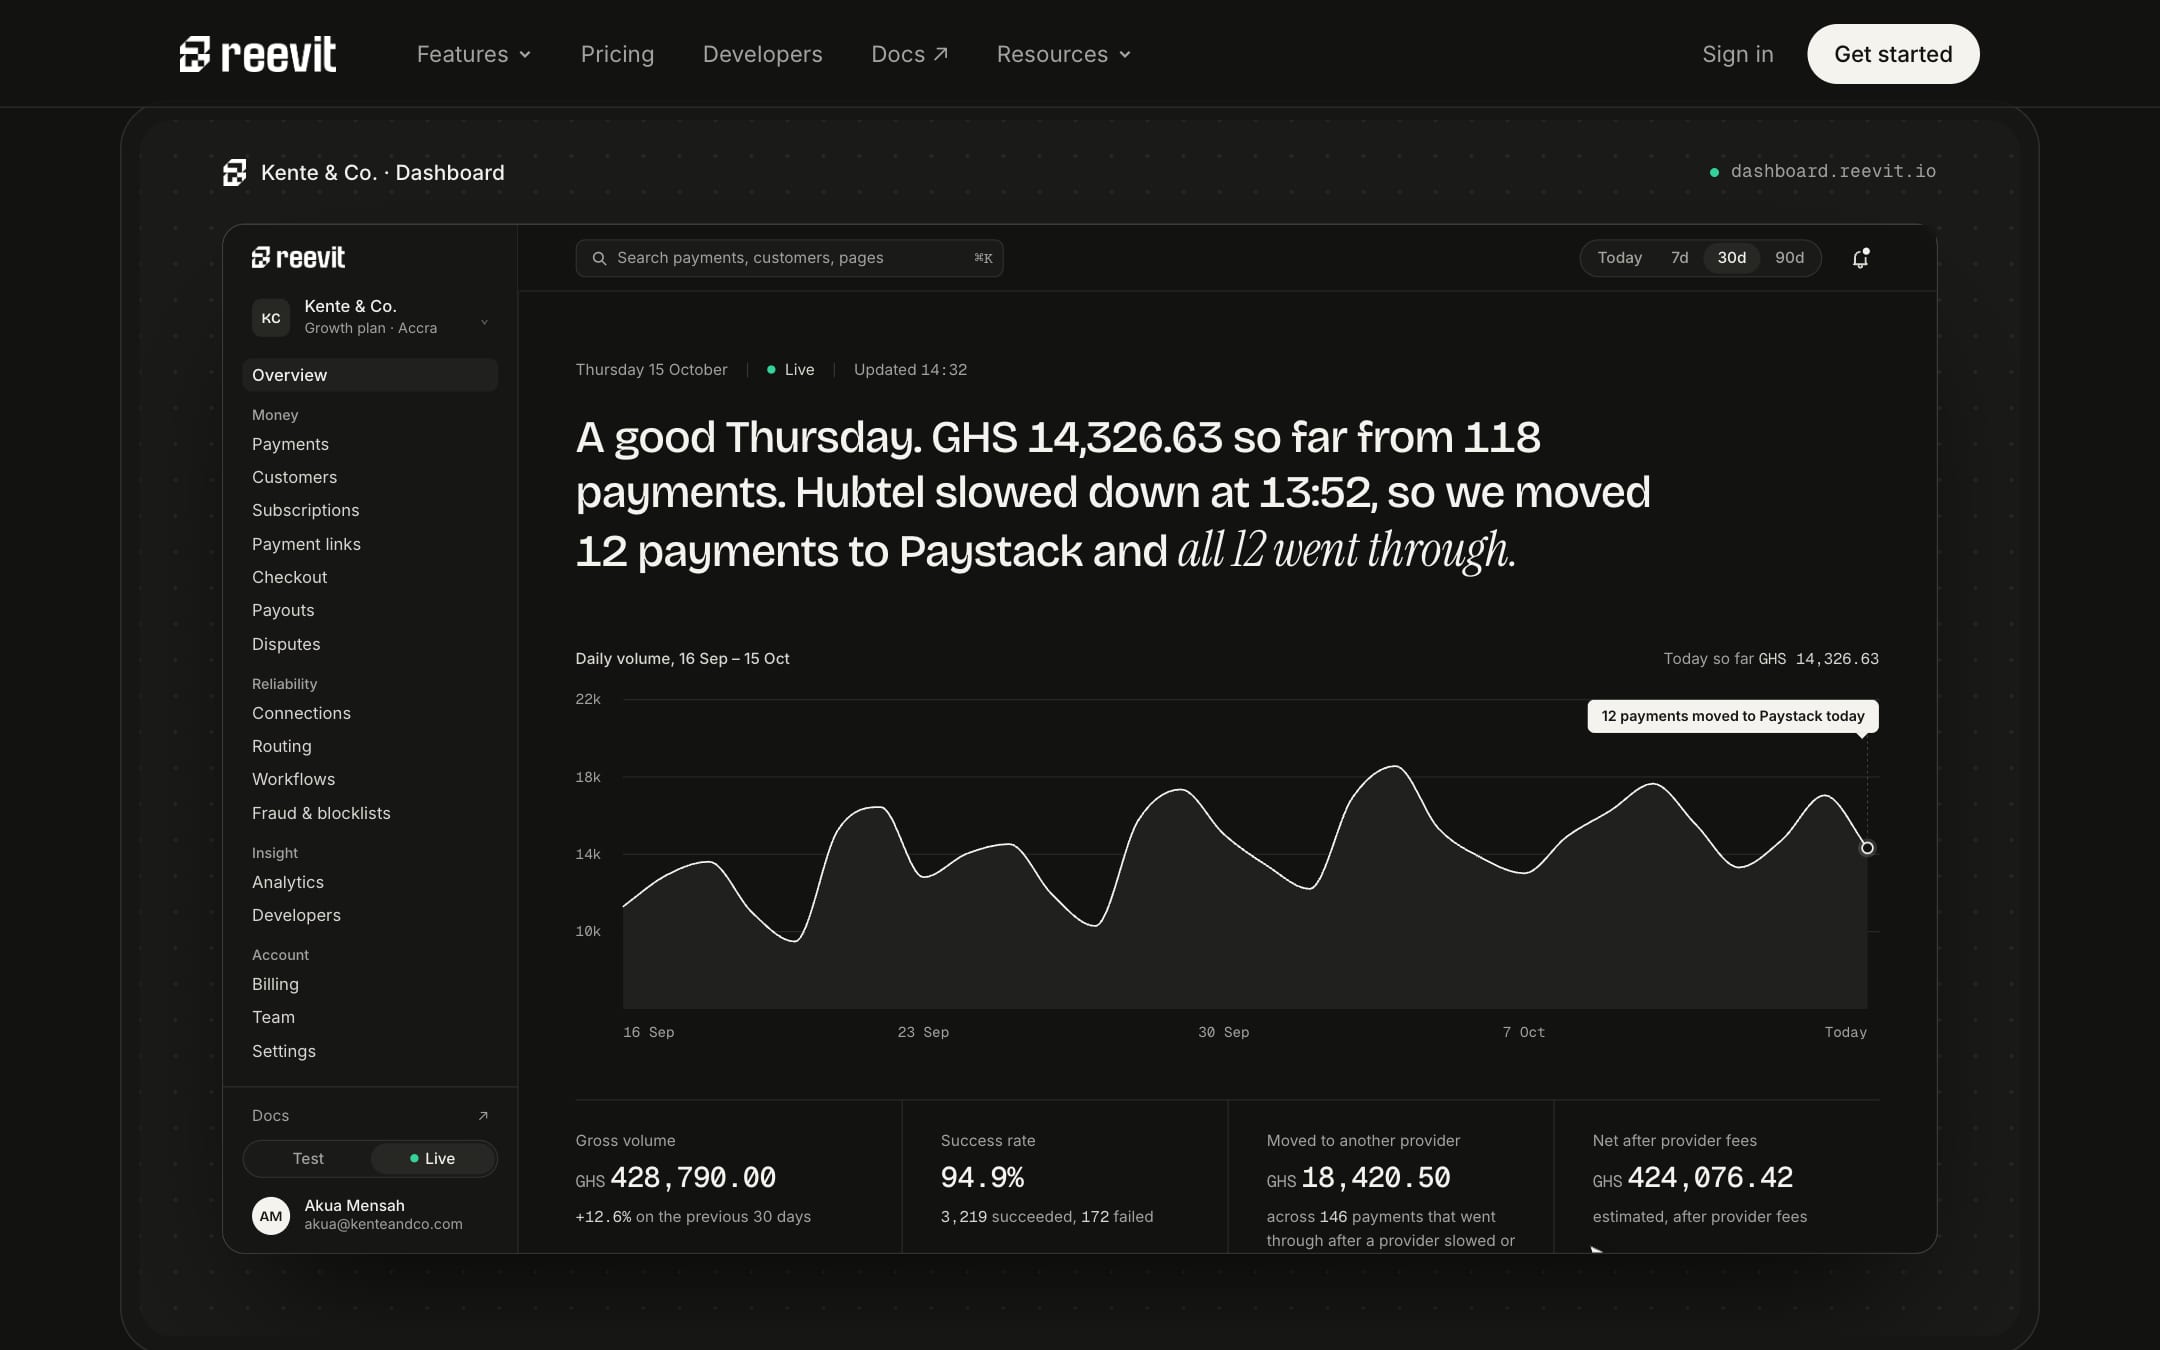 reevit
Features
Pricing
Developers
Docs ↗
Resources
Sign in
Get started
Kente & Co. · Dashboard
dashboard.reevit.io
reevit
KC
Kente & Co.
Growth plan · Accra
Overview
Money
Payments
Customers
Subscriptions
Payment links
Checkout
Payouts
Disputes
Reliability
Connections
Routing
Workflows
Fraud & blocklists
Insight
Analytics
Developers
Account
Billing
Team
Settings
Docs ↗
Test
Live
AM
Akua Mensah
akua@kenteandco.com
Search payments, customers, pages ⌘K
Today 7d 30d 90d
Thursday 15 October | Live | Updated 14:32
A good Thursday. GHS 14,326.63 so far from 118
payments. Hubtel slowed down at 13:52, so we moved
12 payments to Paystack and all 12 went through.
Daily volume, 16 Sep – 15 Oct
Today so far GHS 14,326.63
22k
12 payments moved to Paystack today
18k
14k
10k
16 Sep 23 Sep 30 Sep 7 Oct Today
Gross volume
GHS 428,790.00
+12.6% on the previous 30 days
Success rate
94.9%
3,219 succeeded, 172 failed
Moved to another provider
GHS 18,420.50
across 146 payments that went
through after a provider slowed or
Net after provider fees
GHS 424,076.42
estimated, after provider fees